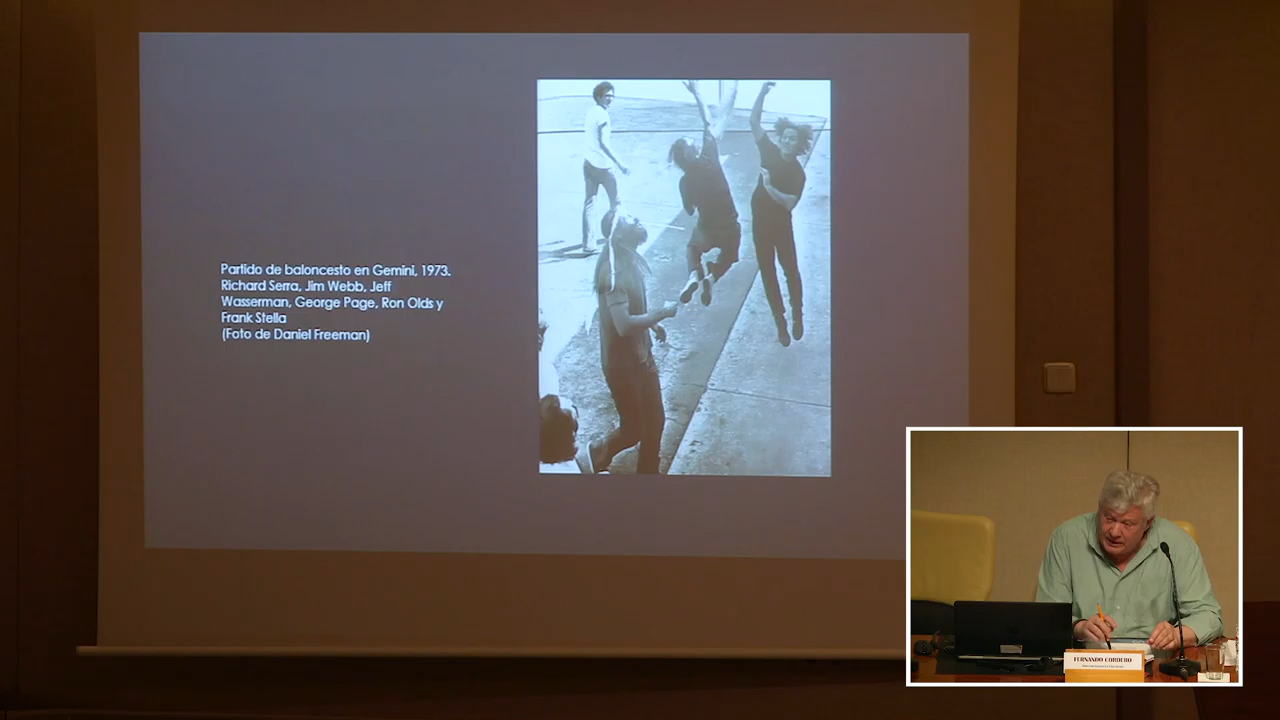 Partido de baloncesto en Gemini, 1973.
Richard Serra, Jim Webb, Jeff
Wasserman, George Page, Ron Olds y
Frank Stella
(Foto de Daniel Freeman)
FERNANDO CORDERO